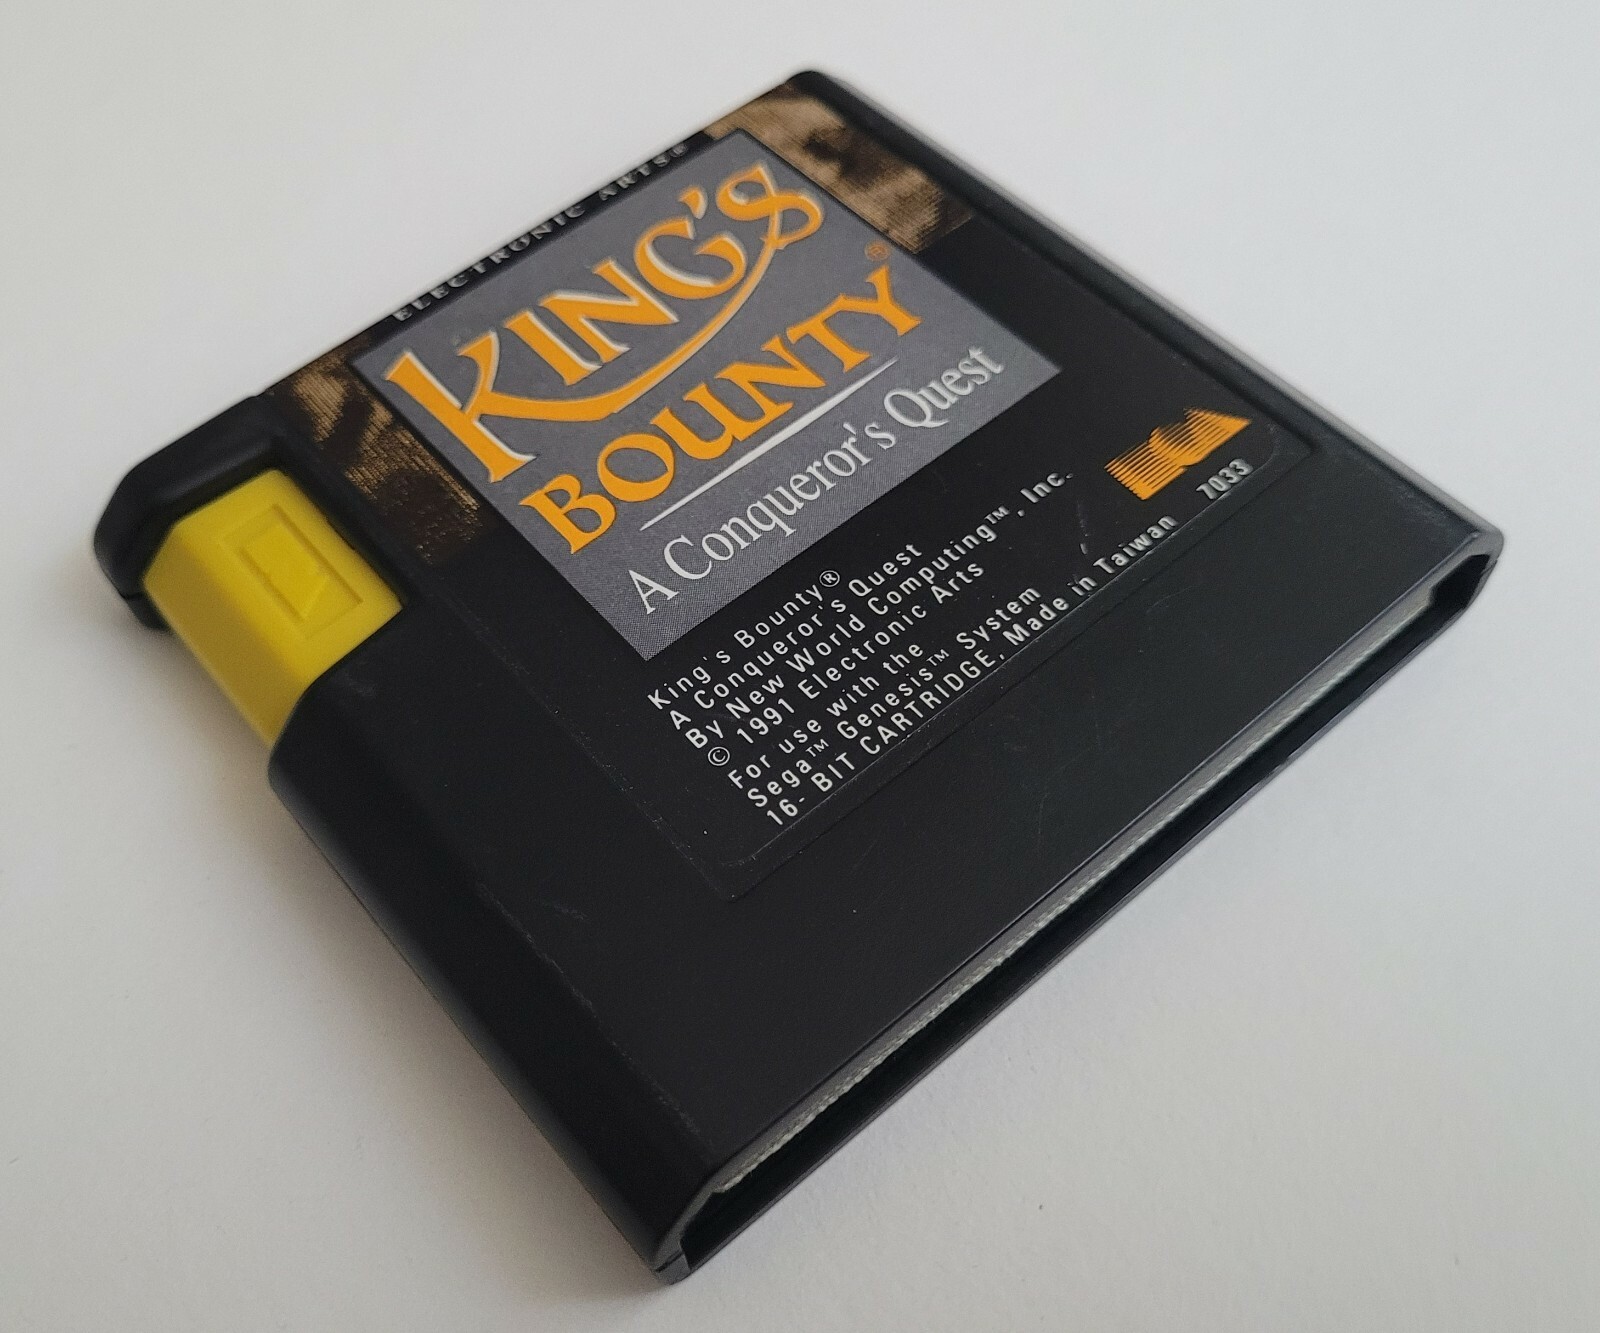 ELECTRONIC ARTS®
KING'S
BOUNTY®
A Conqueror's Quest
King's Bounty®
A Conqueror's Quest
By New World Computing™, Inc.
© 1991 Electronic Arts
For use with the
Sega™ Genesis™ System
16- BIT CARTRIDGE, Made in Taiwan
EA
7033